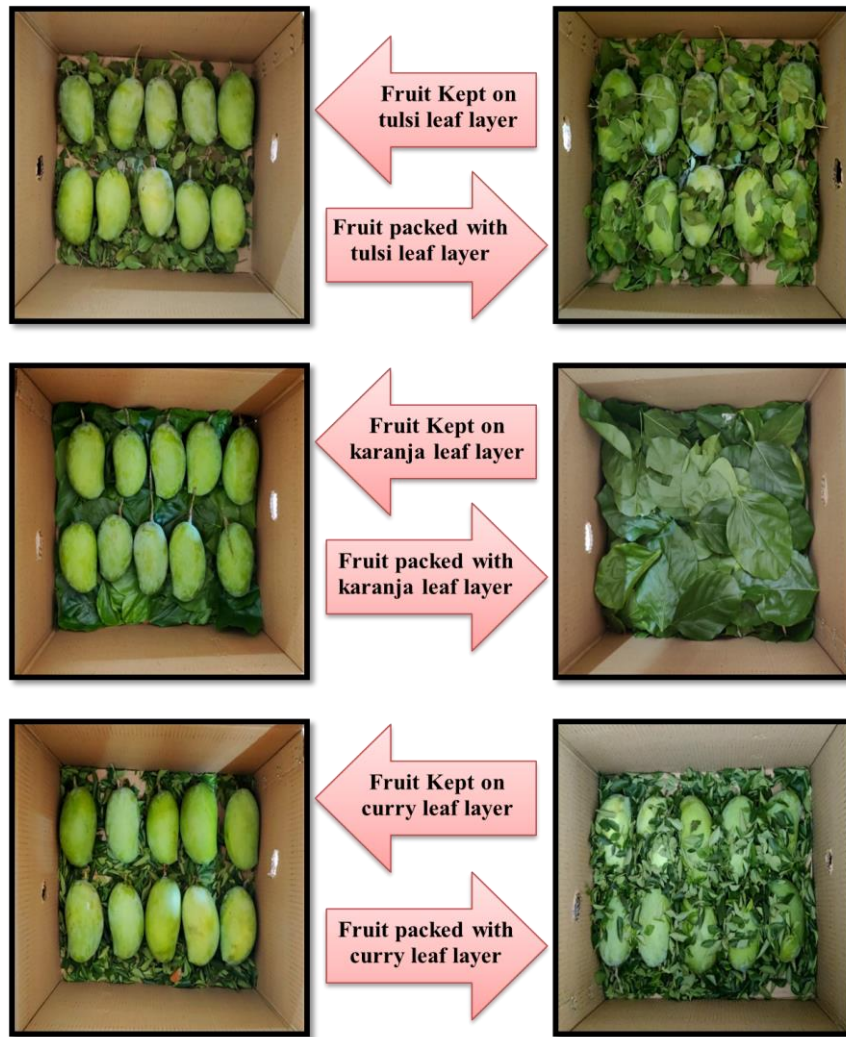 Fruit Kept on
tulsi leaf layer
Fruit packed with
tulsi leaf layer
Fruit Kept on
karanja leaf layer
Fruit packed with
karanja leaf layer
Fruit Kept on
curry leaf layer
Fruit packed with
curry leaf layer